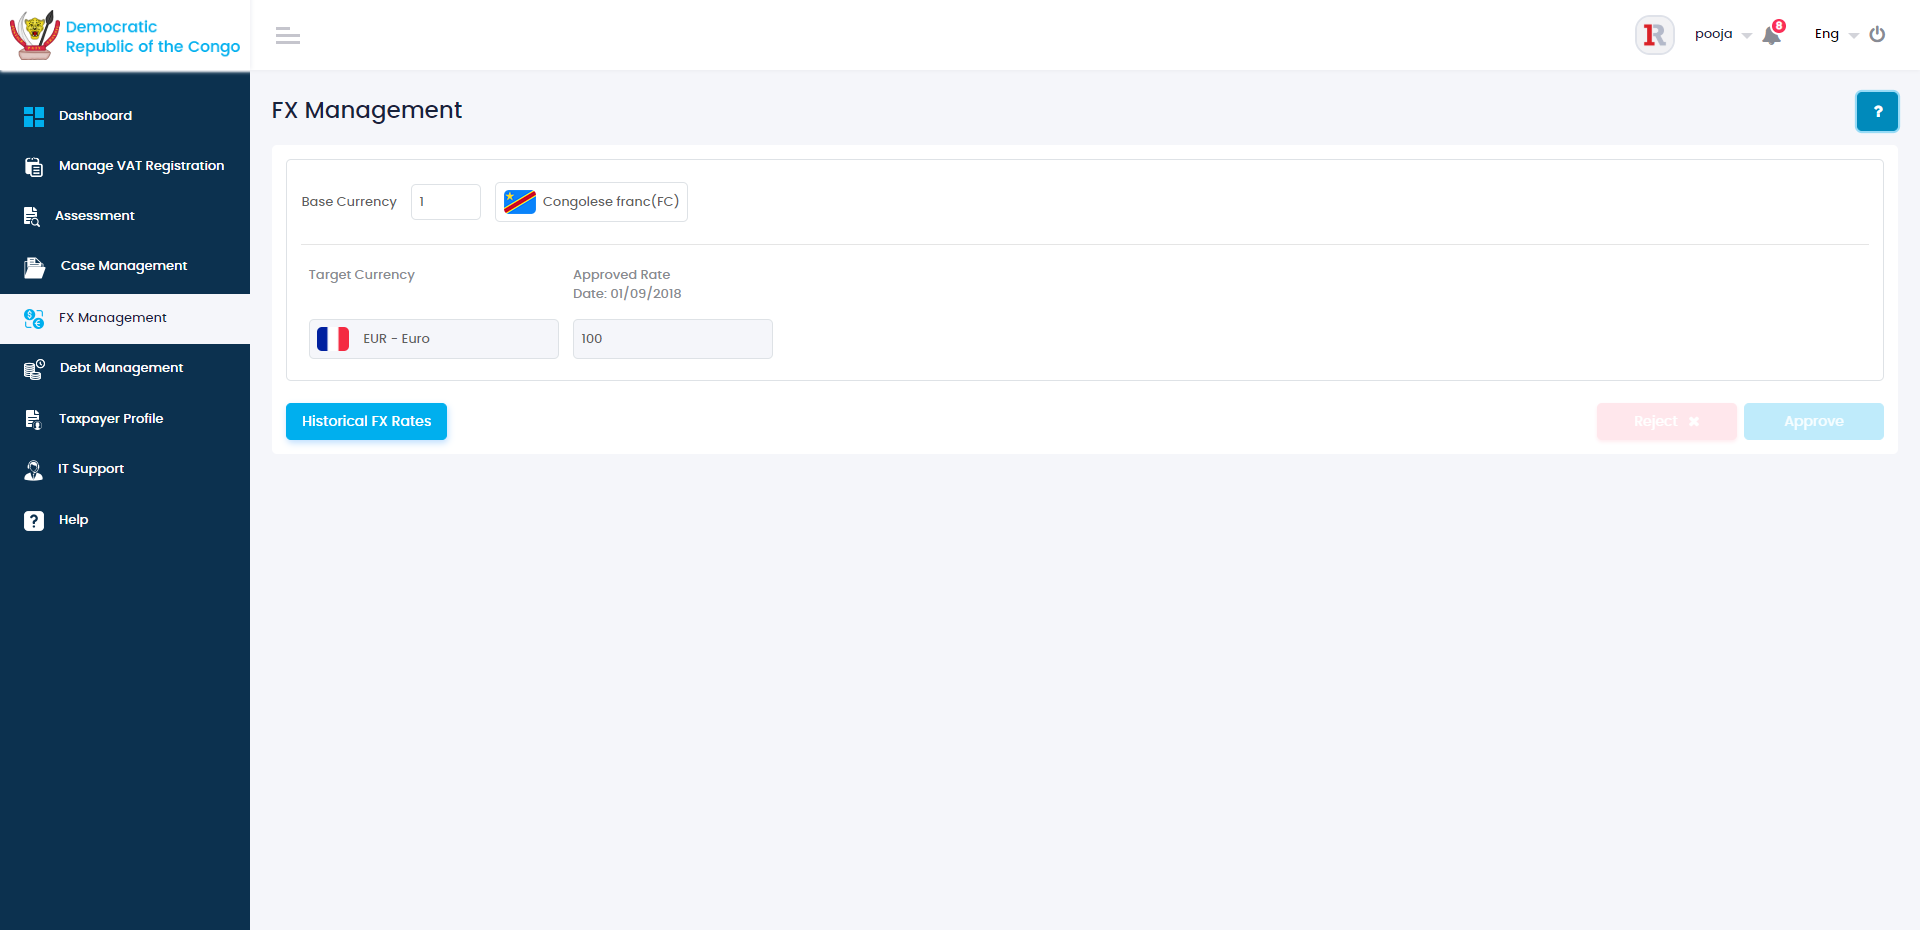 Democratic
Republic of the Congo
1R
pooja
8
Eng
Dashboard
Manage VAT Registration
Assessment
Case Management
FX Management
Debt Management
Taxpayer Profile
IT Support
? Help
FX Management
?
Base Currency
1
Congolese franc(FC)
Target Currency
Approved Rate
Date: 01/09/2018
EUR - Euro
100
Historical FX Rates
Reject
Approve